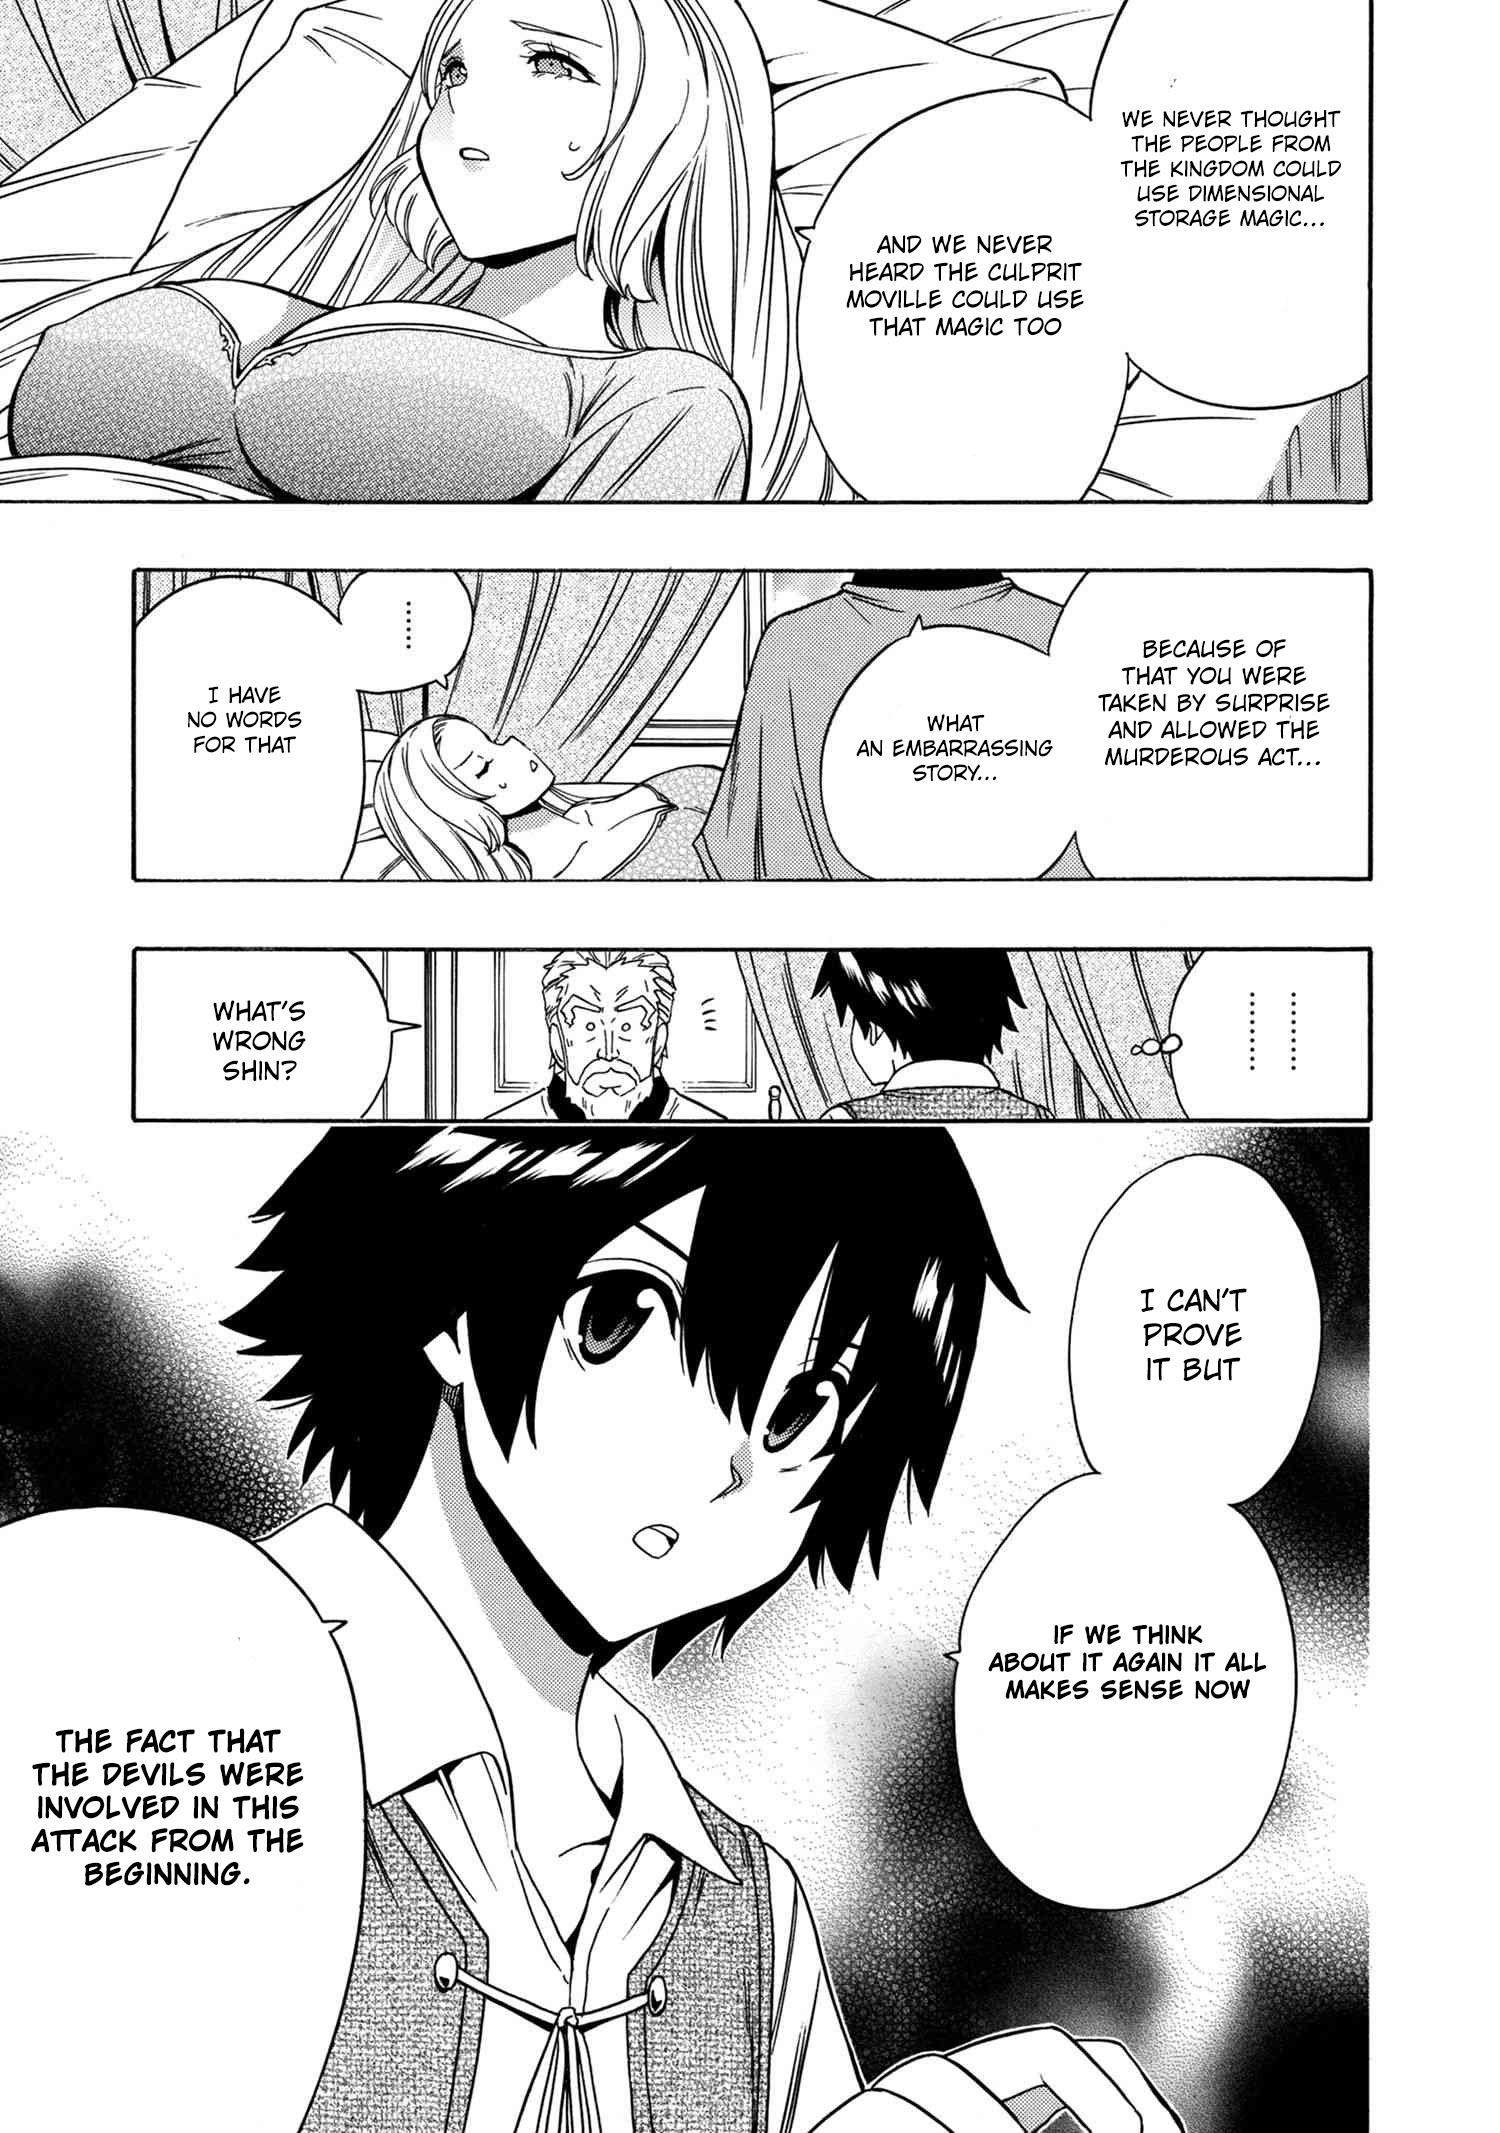 WE NEVER THOUGHT
THE PEOPLE FROM
THE KINGDOM COULD
USE DIMENSIONAL
STORAGE MAGIC...
AND WE NEVER
HEARD THE CULPRIT
MOVILLE COULD USE
THAT MAGIC TOO
BECAUSE OF
THAT YOU WERE
TAKEN BY SURPRISE
AND ALLOWED THE
MURDEROUS ACT...
WHAT
AN EMBARRASSING
STORY...
......
I HAVE
NO WORDS
FOR THAT
......
WHAT'S
WRONG
SHIN?
I CAN'T
PROVE
IT BUT
IF WE THINK
ABOUT IT AGAIN IT ALL
MAKES SENSE NOW
THE FACT THAT
THE DEVILS WERE
INVOLVED IN THIS
ATTACK FROM THE
BEGINNING.